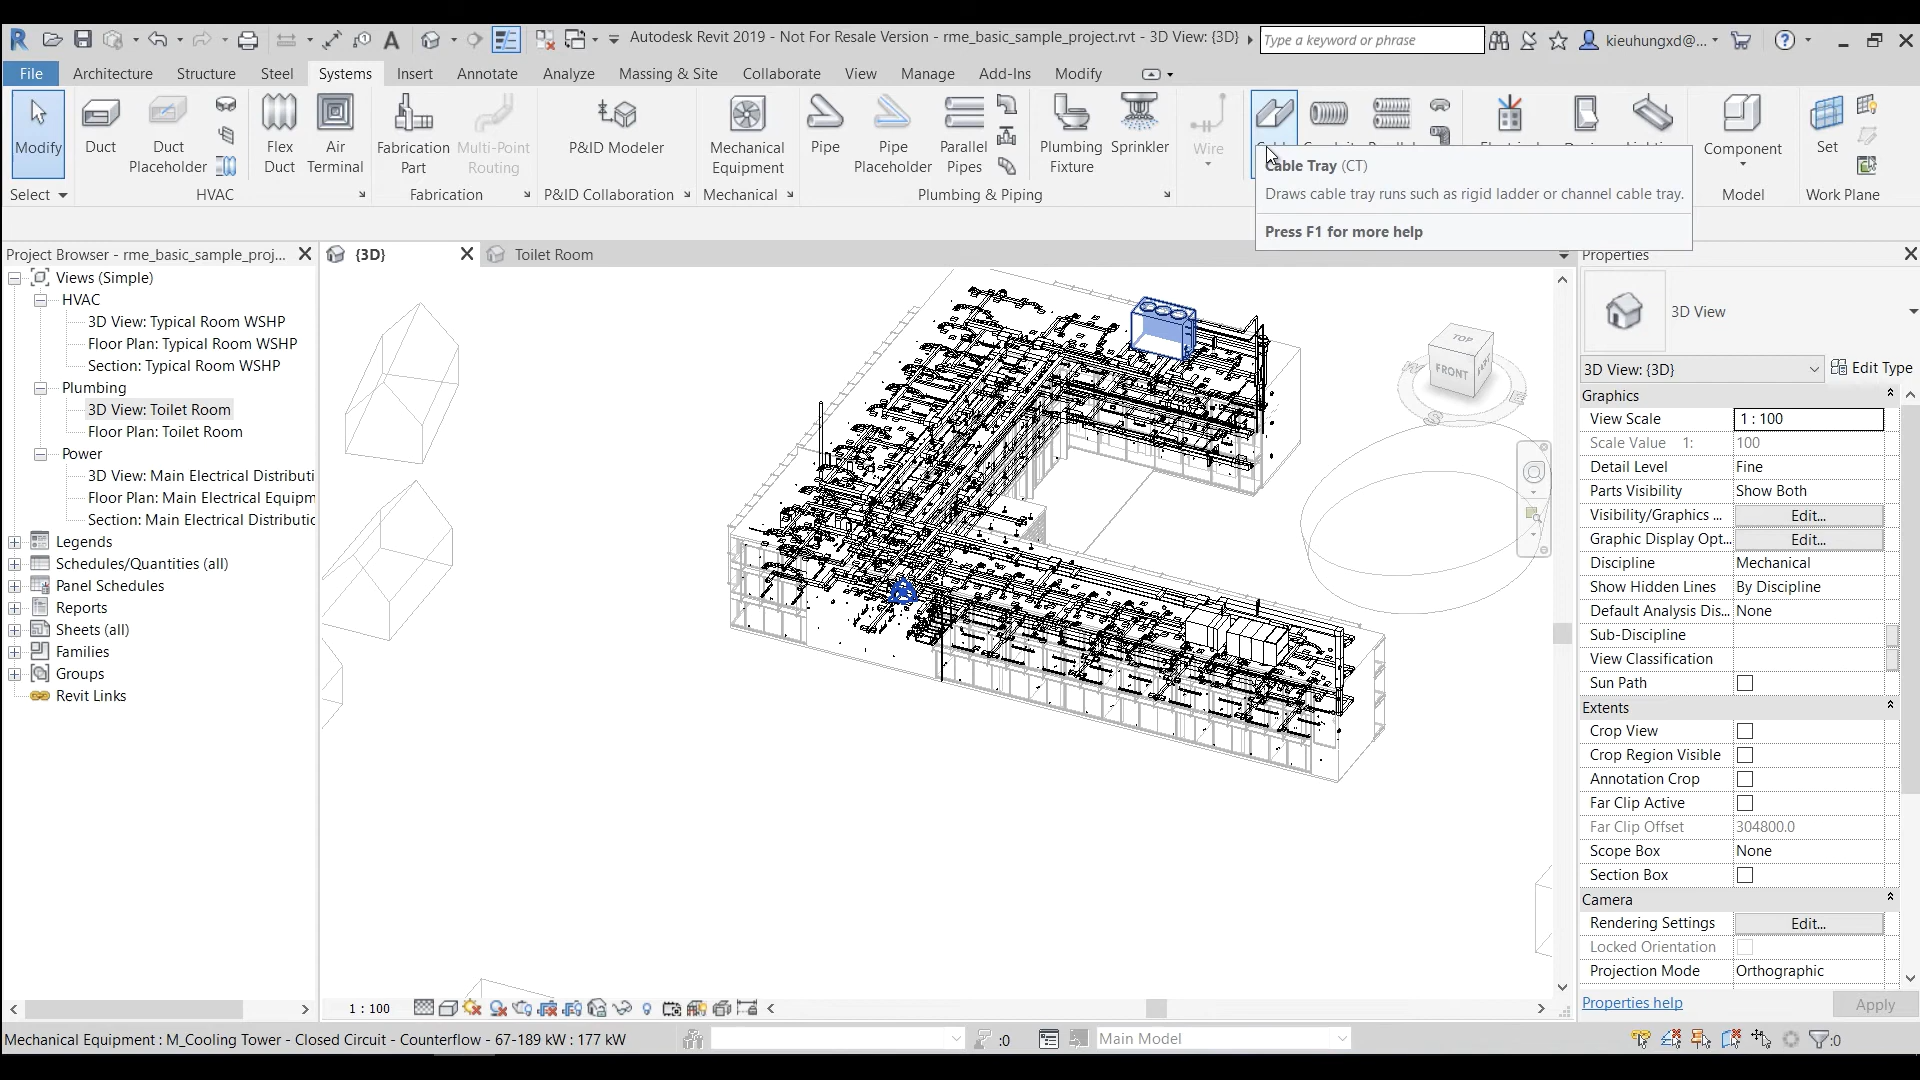 Autodesk Revit 2019 - Not For Resale Version - rme_basic_sample_project.rvt - 3D View: {3D}
Type a keyword or phrase
kieuhungxd@...
File Architecture Structure Steel Systems Insert Annotate Analyze Massing & Site Collaborate View Manage Add-Ins Modify
Modify
Duct
Duct Placeholder
Flex Duct
Air Terminal
Fabrication Part
Multi-Point Routing
P&ID Modeler
Mechanical Equipment
Pipe
Pipe Placeholder
Parallel Pipes
Plumbing Fixture
Sprinkler
Wire
Component
Set
Select HVAC Fabrication P&ID Collaboration Mechanical Plumbing & Piping Model Work Plane
Cable Tray (CT)
Draws cable tray runs such as rigid ladder or channel cable tray.
Press F1 for more help
Project Browser - rme_basic_sample_proj...
Views (Simple)
HVAC
3D View: Typical Room WSHP
Floor Plan: Typical Room WSHP
Section: Typical Room WSHP
Plumbing
3D View: Toilet Room
Floor Plan: Toilet Room
Power
3D View: Main Electrical Distributi
Floor Plan: Main Electrical Equipm
Section: Main Electrical Distributic
Legends
Schedules/Quantities (all)
Panel Schedules
Reports
Sheets (all)
Families
Groups
Revit Links
{3D}
Toilet Room
TOP
FRONT
Properties
3D View
3D View: {3D}
Edit Type
Graphics
View Scale 1 : 100
Scale Value 1: 100
Detail Level Fine
Parts Visibility Show Both
Visibility/Graphics ... Edit...
Graphic Display Opt... Edit...
Discipline Mechanical
Show Hidden Lines By Discipline
Default Analysis Dis... None
Sub-Discipline
View Classification
Sun Path
Extents
Crop View
Crop Region Visible
Annotation Crop
Far Clip Active
Far Clip Offset 304800.0
Scope Box None
Section Box
Camera
Rendering Settings Edit...
Locked Orientation
Projection Mode Orthographic
Properties help
Apply
1 : 100
Mechanical Equipment : M_Cooling Tower - Closed Circuit - Counterflow - 67-189 kW : 177 kW
:0
Main Model
:0